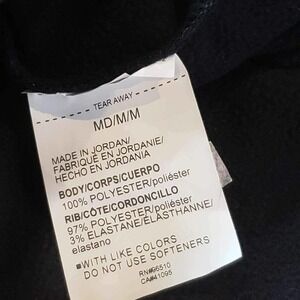 TEAR AWAY
MD/M/M
MADE IN JORDAN/
FABRIQUÉ EN JORDANIE/
HECHO EN JORDANIA
BODY/CORPS/CUERPO
100% POLYESTER/poliéster
RIB/CÔTE/CORDONCILLO
97% POLYESTER/poliéster
3% ELASTANE/ÉLASTHANNE/
elastano
■WITH LIKE COLORS
DO NOT USE SOFTENERS
RN#96510
CA#41095